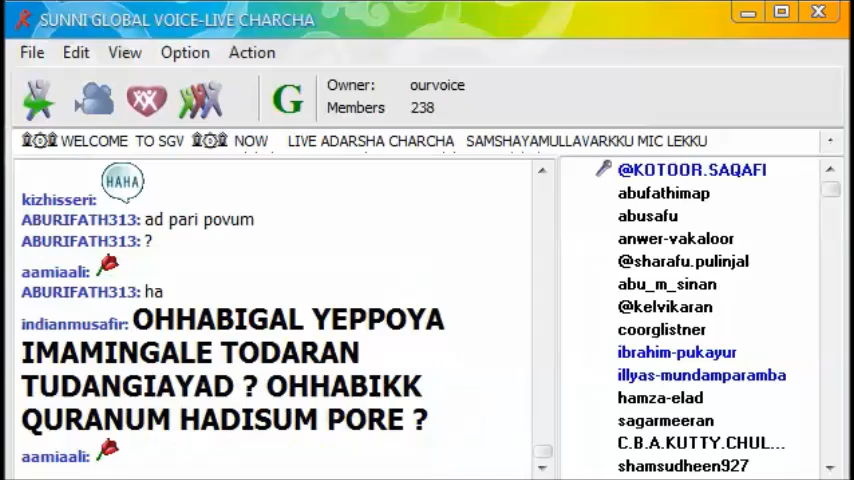 SUNNI GLOBAL VOICE-LIVE CHARCHA
File Edit View Option Action
G
Owner: ourvoice
Members 238
WELCOME TO SGV NOW LIVE ADARSHA CHARCHA SAMSHAYAMULLAVARKKU MIC LEKKU
HAHA
kizhisseri:
ABURIFATH313: ad pari povum
ABURIFATH313: ?
aamiaali:
ABURIFATH313: ha
indianmusafir: OHHABIGAL YEPPOYA
IMAMINGALE TODARAN
TUDANGIAYAD ? OHHABIKK
QURANUM HADISUM PORE ?
aamiaali:
@KOTOOR.SAQAFI
abufathimap
abusafu
anwer-vakaloor
@sharafu.pulinjal
abu_m_sinan
@kelvikaran
coorglistner
ibrahim-pukayur
illyas-mundamparamba
hamza-elad
sagarmeeran
C.B.A.KUTTY.CHUL...
shamsudheen927